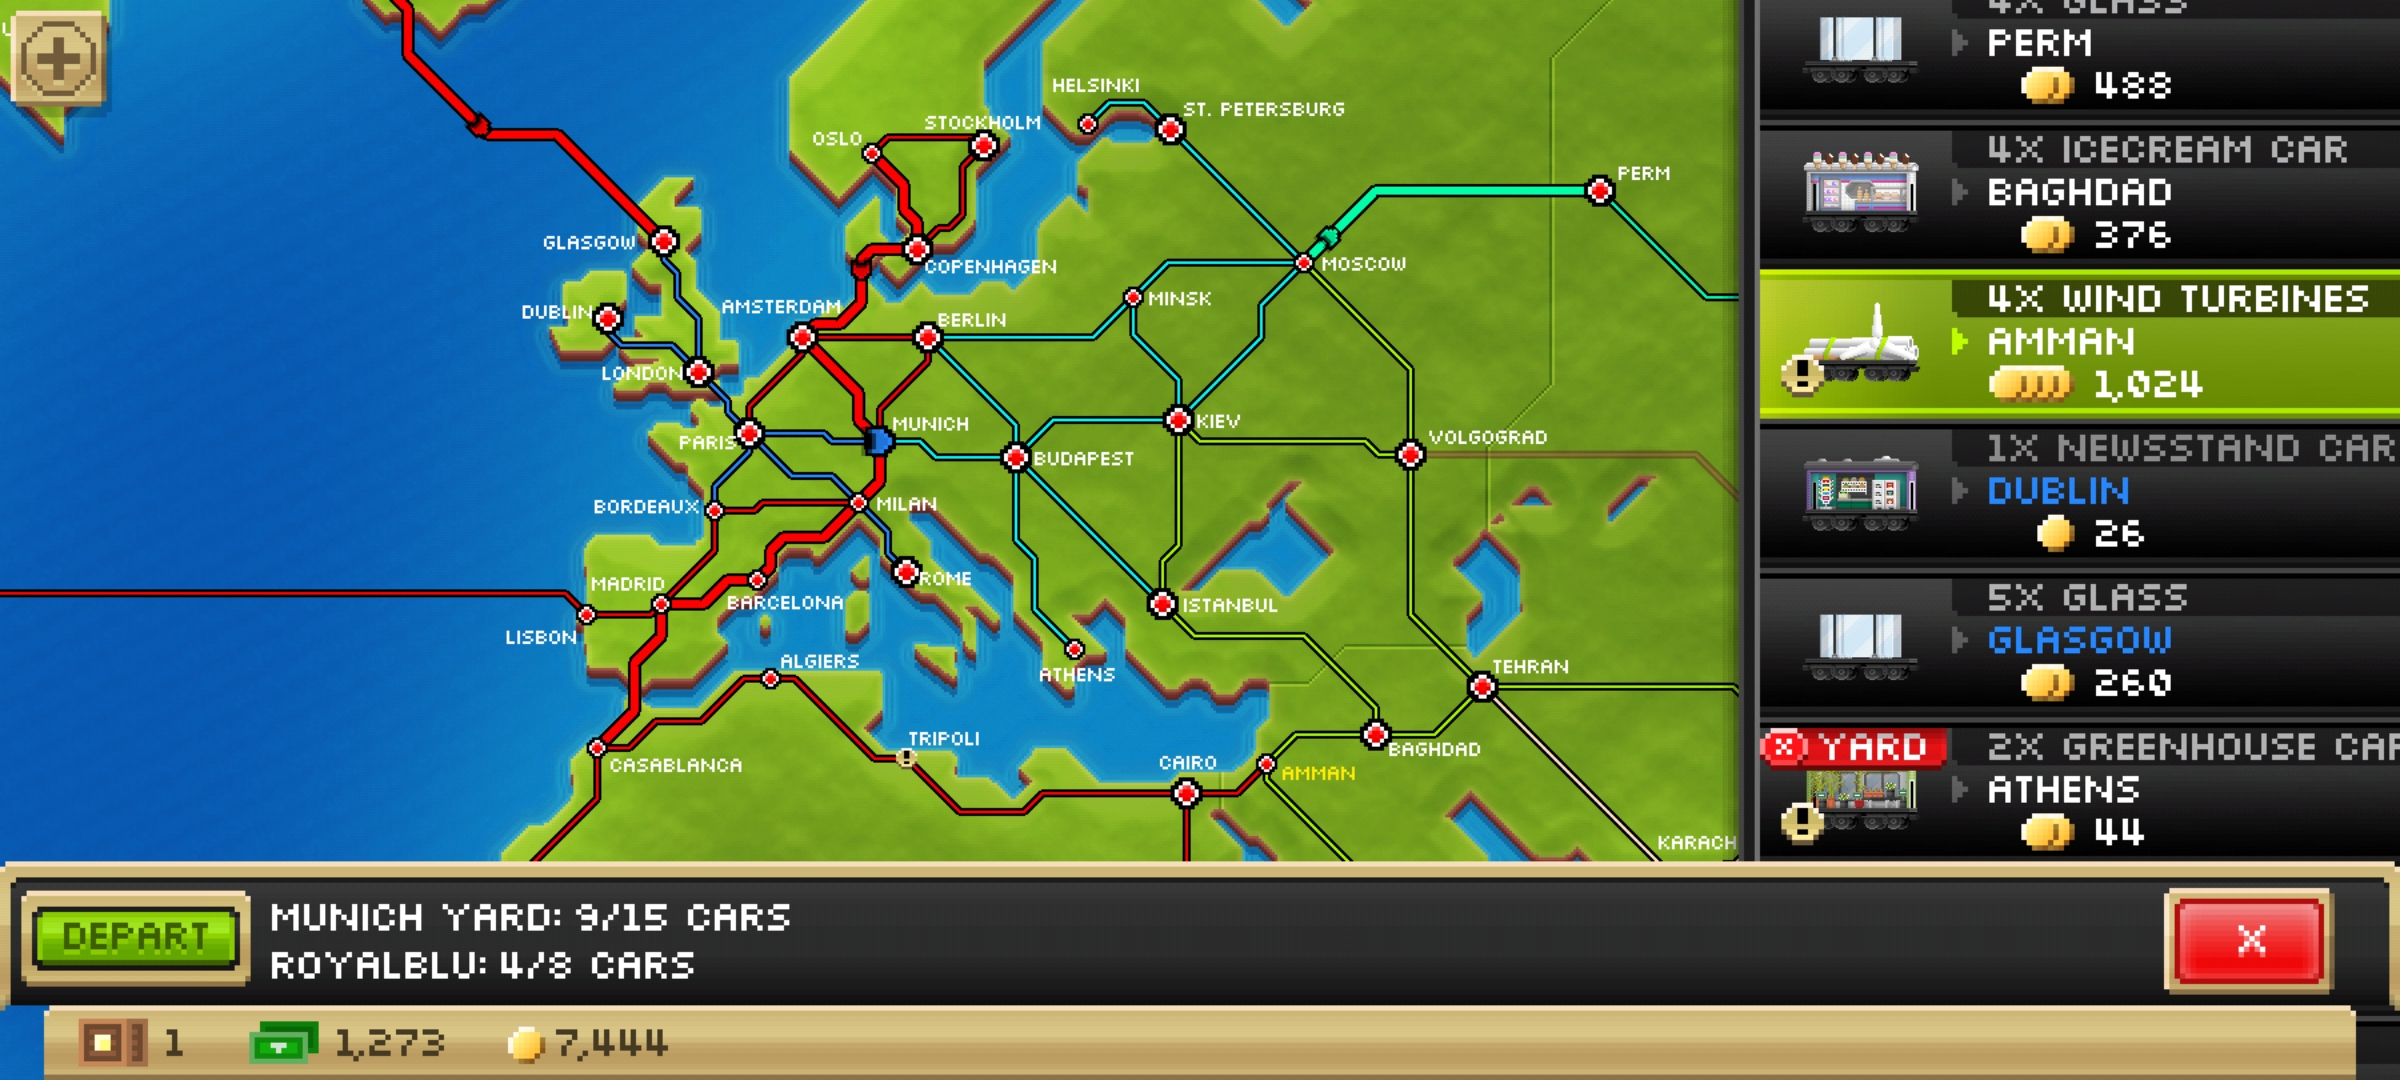 HELSINKI
ST. PETERSBURG
STOCKHOLM
OSLO
PERM
GLASGOW
COPENHAGEN
MOSCOW
MINSK
DUBLIN
AMSTERDAM
BERLIN
LONDON
PARIS
MUNICH
KIEV
VOLGOGRAD
BUDAPEST
BORDEAUX
MILAN
MADRID
ROME
BARCELONA
ISTANBUL
LISBON
ALGIERS
ATHENS
TEHRAN
TRIPOLI
CASABLANCA
CAIRO
AMMAN
BAGHDAD
KARACH
4X GLASS
PERM
488
4X ICECREAM CAR
BAGHDAD
376
4X WIND TURBINES
AMMAN
1,024
1X NEWSSTAND CAR
DUBLIN
26
5X GLASS
GLASGOW
260
X YARD 2X GREENHOUSE CAR
ATHENS
44
DEPART
MUNICH YARD: 9/15 CARS
ROYALBLU: 4/8 CARS
X
1 1,273 7,444